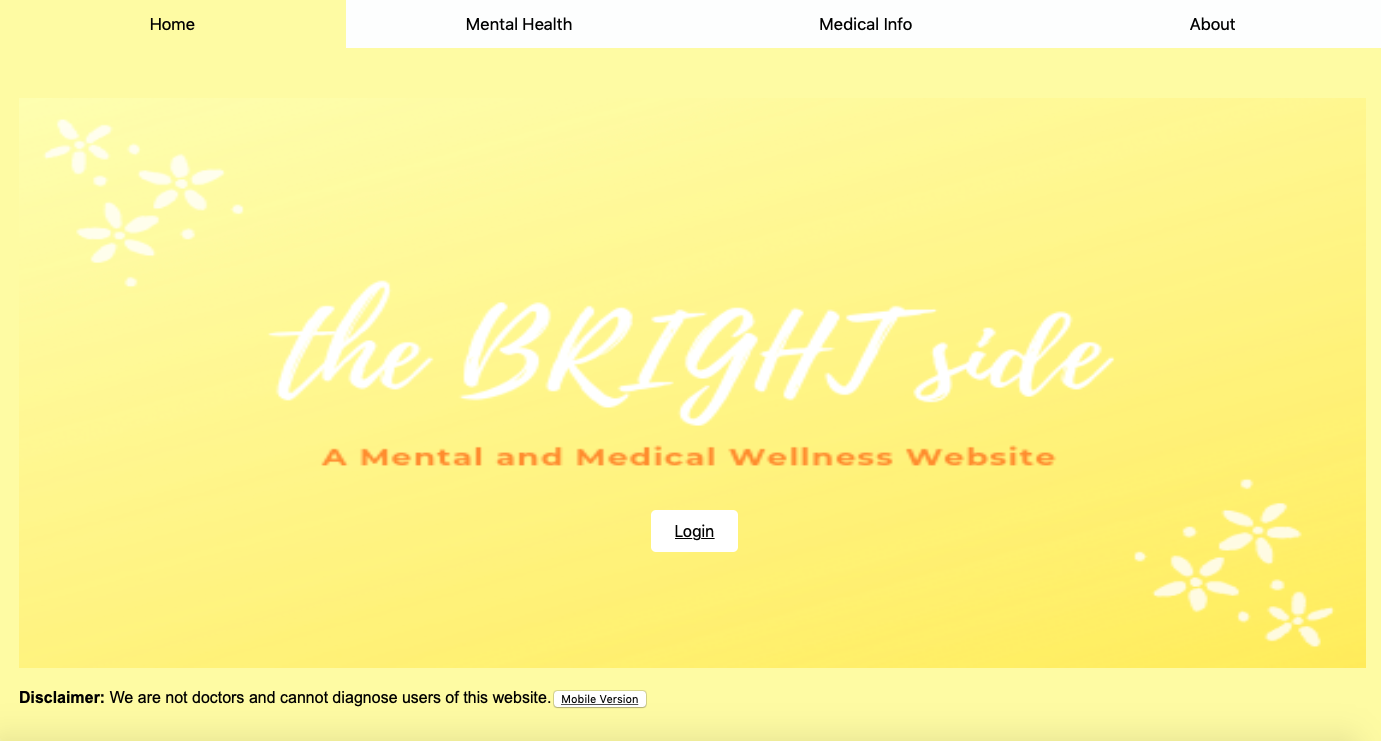 Home Mental Health Medical Info About
the BRIGHT side
A Mental and Medical Wellness Website
Login
Disclaimer: We are not doctors and cannot diagnose users of this website. Mobile Version